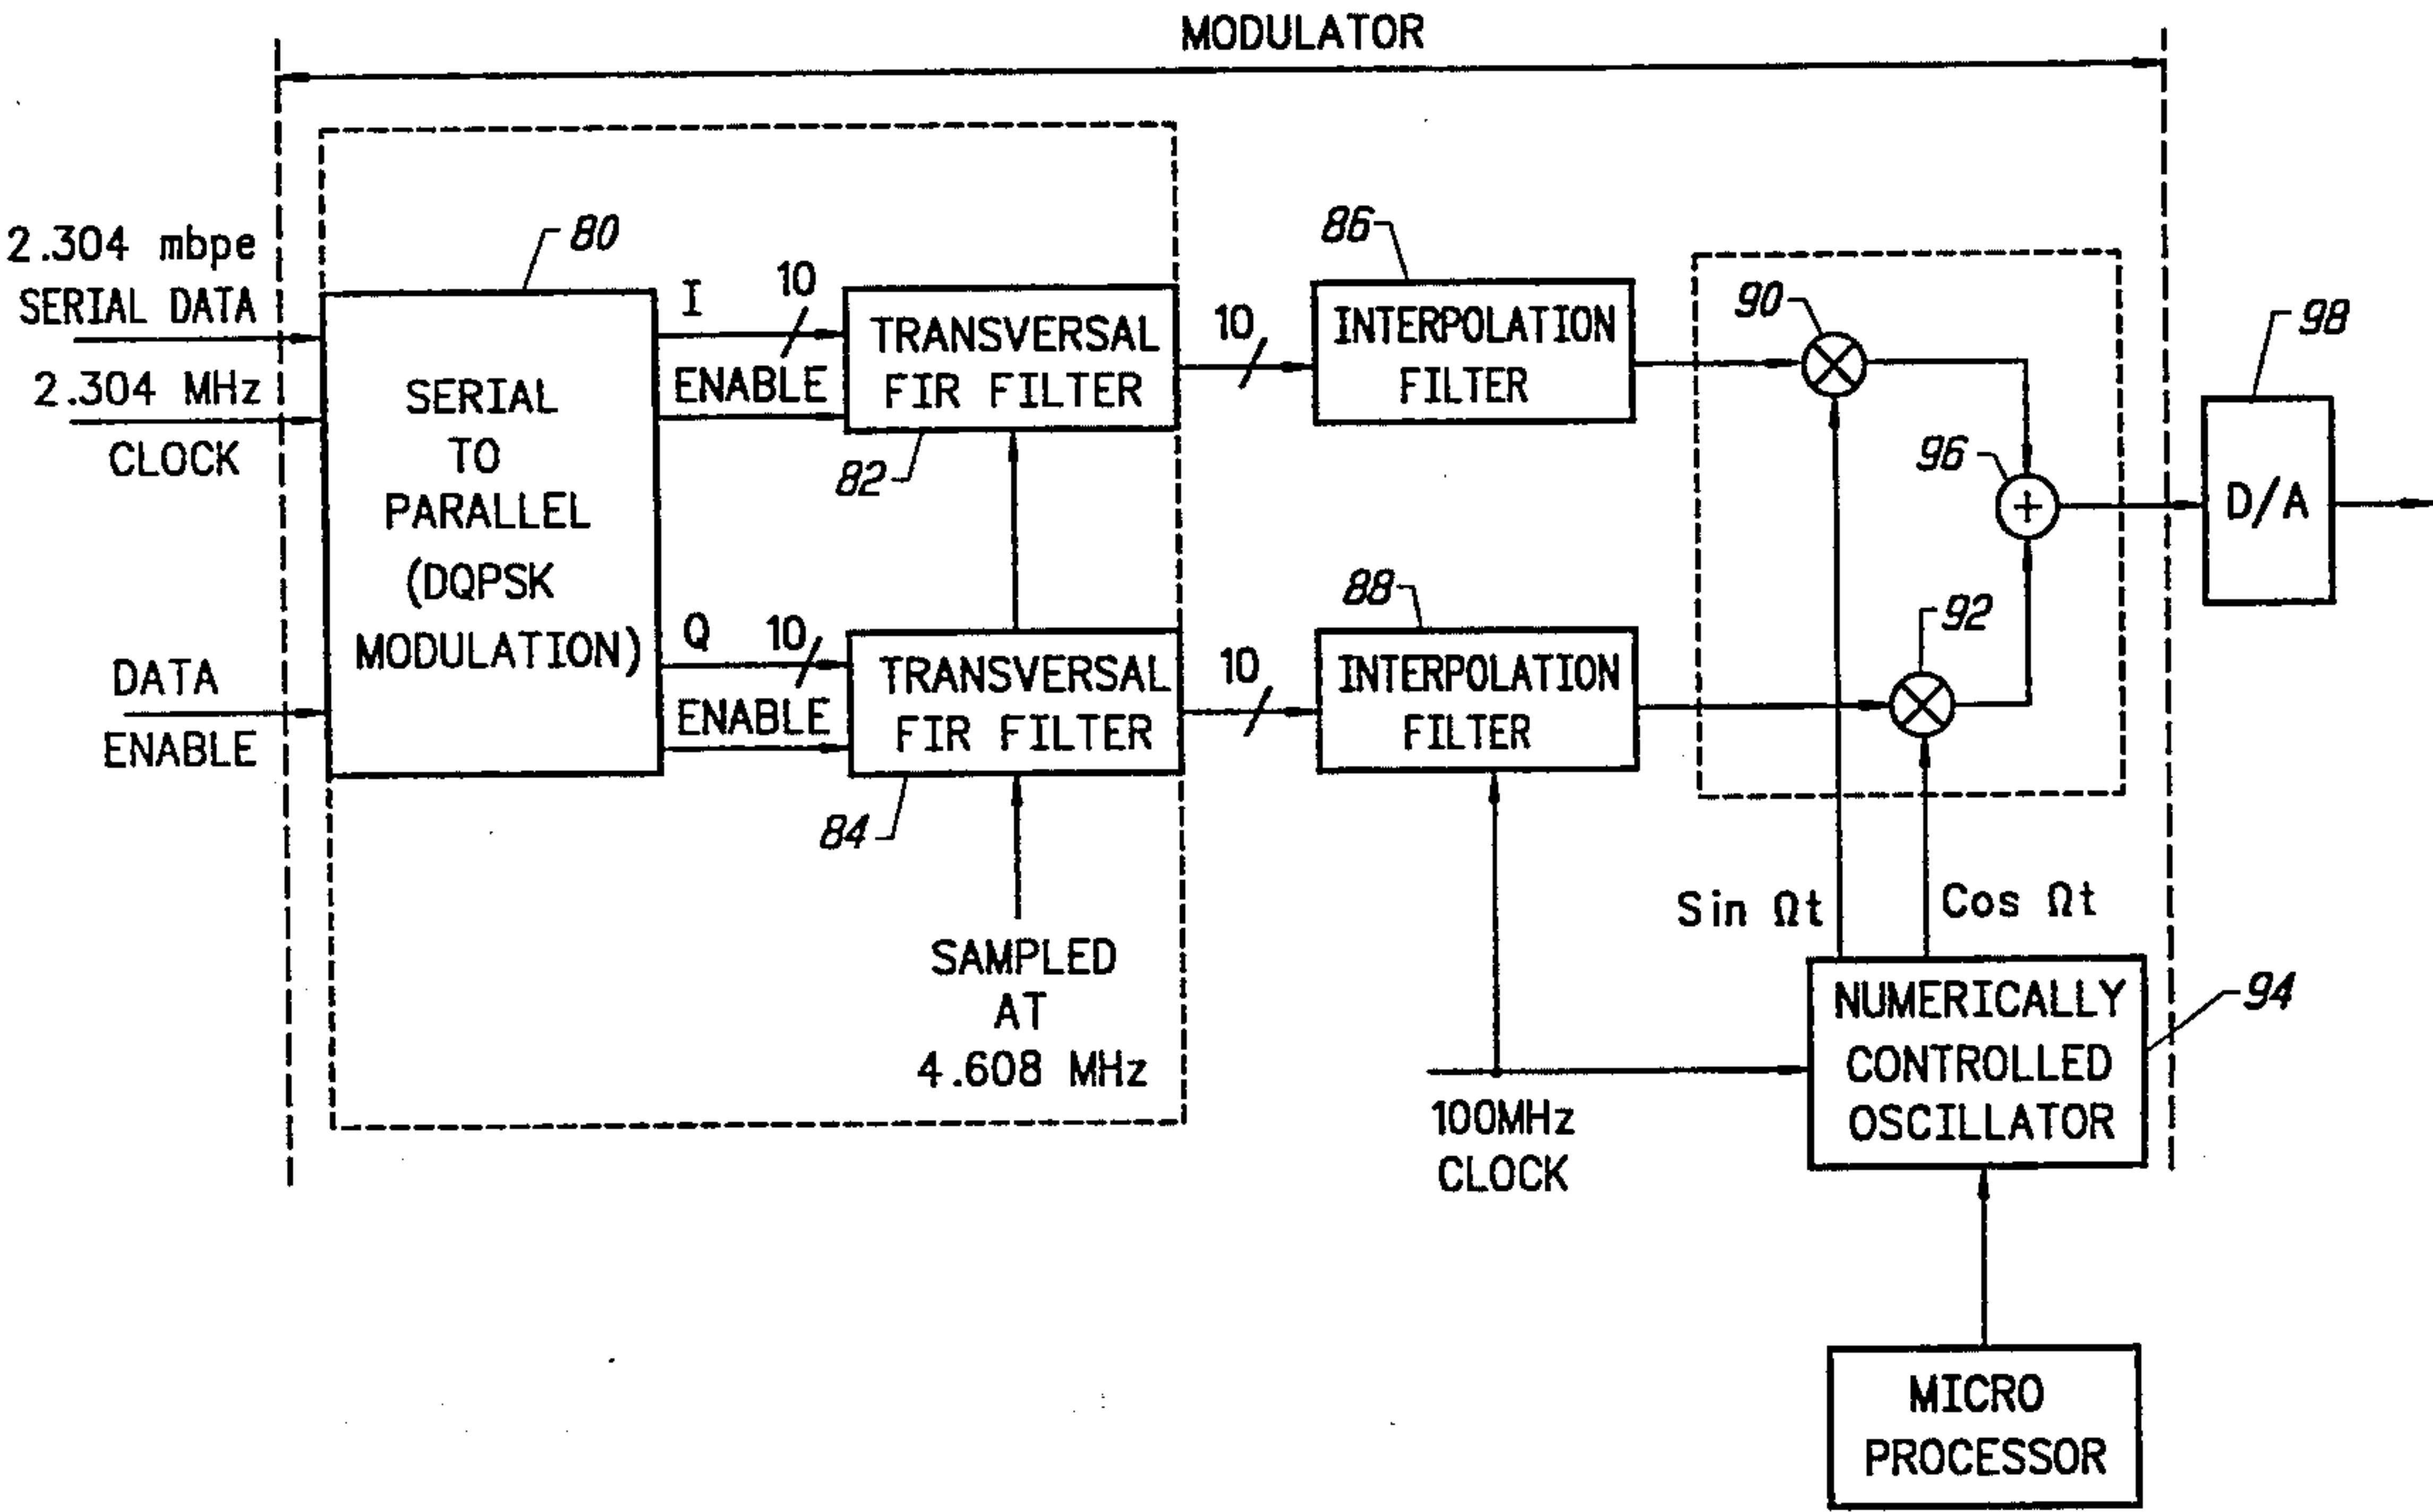 MODULATOR
2.304 mbpe
SERIAL DATA
2.304 MHz
CLOCK
DATA
ENABLE
80
SERIAL
TO
PARALLEL
(DQPSK
MODULATION)
I
10
ENABLE
Q
10
ENABLE
TRANSVERSAL
FIR FILTER
82
TRANSVERSAL
FIR FILTER
84
SAMPLED
AT
4.608 MHz
10
10
86
INTERPOLATION
FILTER
88
INTERPOLATION
FILTER
100MHz
CLOCK
90
92
96
Sin Ωt
Cos Ωt
NUMERICALLY
CONTROLLED
OSCILLATOR
94
MICRO
PROCESSOR
98
D/A